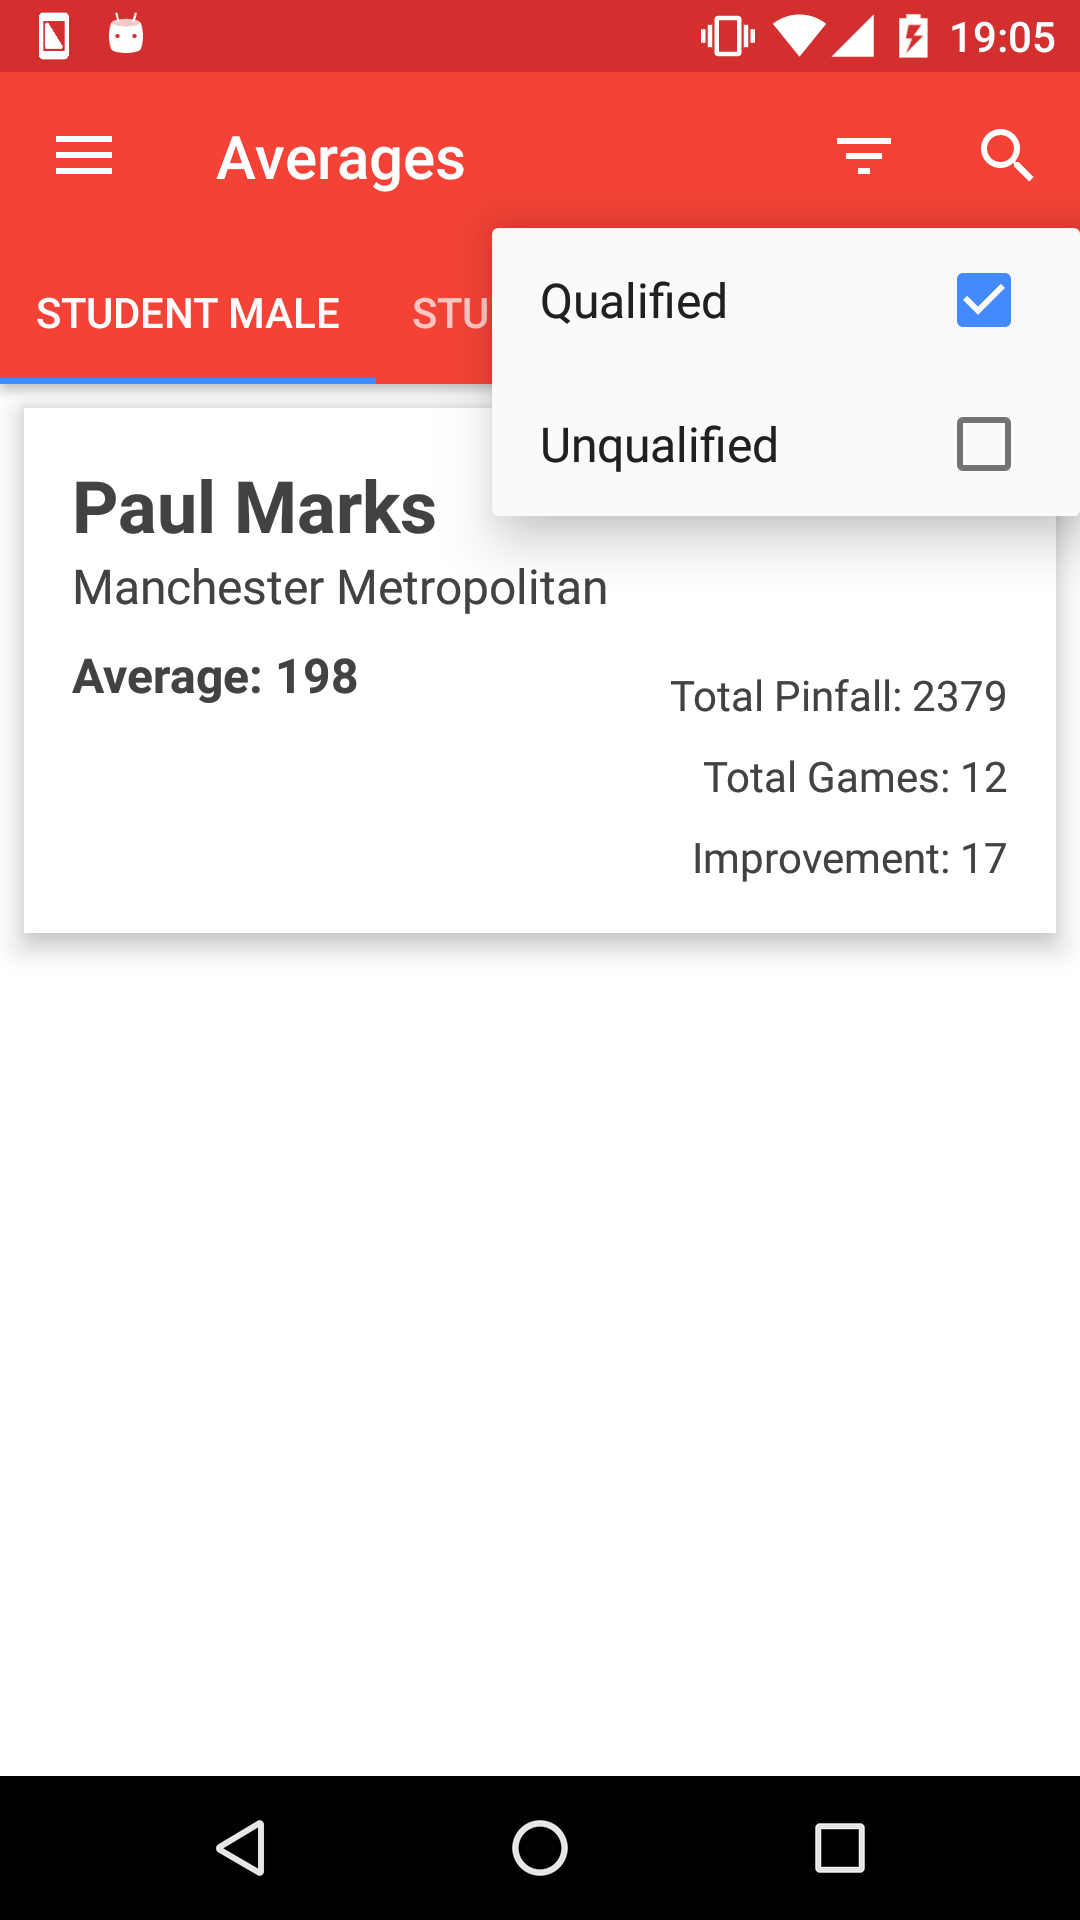 19:05
Averages
STUDENT MALE
STU
Qualified
Unqualified
Paul Marks
Manchester Metropolitan
Average: 198
Total Pinfall: 2379
Total Games: 12
Improvement: 17